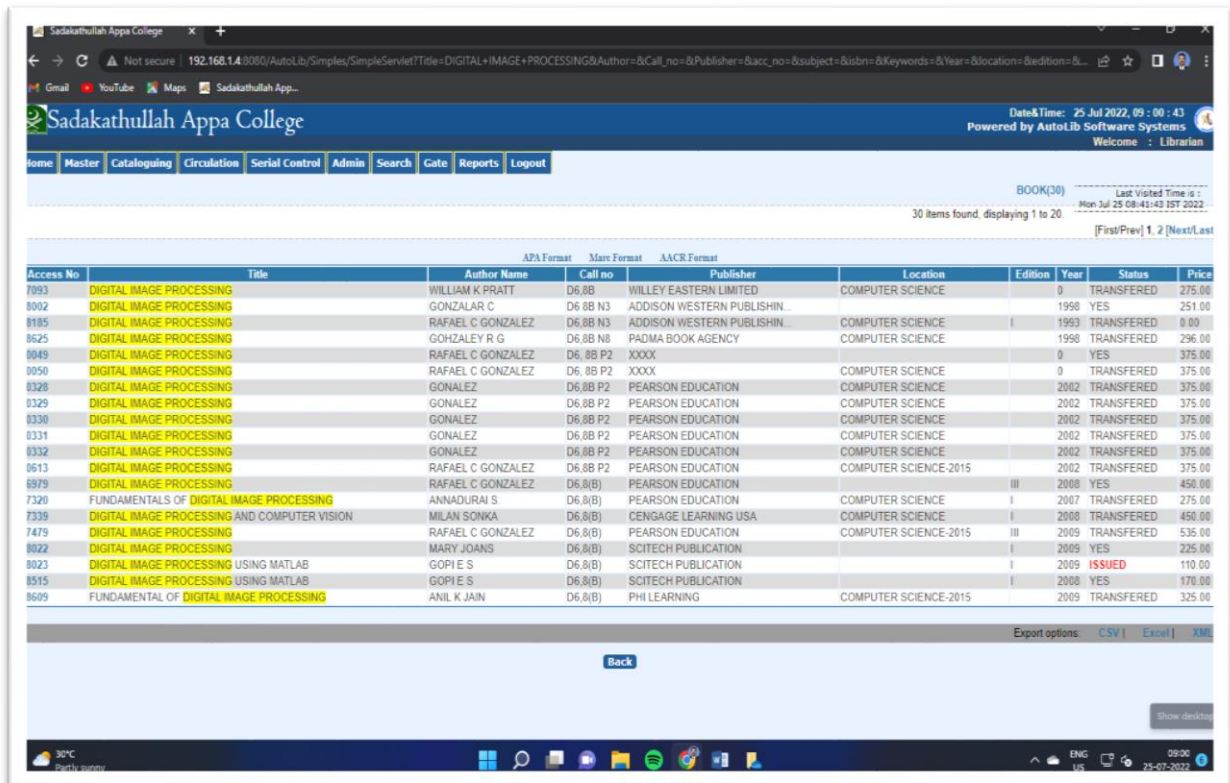 Sadakathullah Appa College X +
Not secure | 192.168.1.4:8080/AutoLib/Simples/SimpleServlet?Title=DIGITAL+IMAGE+PROCESSING&Author=&Call_no=&Publisher=&acc_no=&subject=&isbn=&Keywords=&Year=&location=&edition=&...
Gmail YouTube Maps Sadakathullah App...
Sadakathullah Appa College
Date&Time: 25 Jul 2022, 09 : 00 : 43
Powered by AutoLib Software Systems
Welcome : Librarian
Home Master Cataloguing Circulation Serial Control Admin Search Gate Reports Logout
BOOK(30) Last Visited Time is :
Mon Jul 25 08:41:43 IST 2022
30 items found, displaying 1 to 20.
[First/Prev] 1, 2 [Next/Last
APA Format Marc Format AACR Format
Access No Title Author Name Call no Publisher Location Edition Year Status Price
7093 DIGITAL IMAGE PROCESSING WILLIAM K PRATT D6,8B WILLEY EASTERN LIMITED COMPUTER SCIENCE 0 TRANSFERED 275.00
8002 DIGITAL IMAGE PROCESSING GONZALAR C D6 8B N3 ADDISON WESTERN PUBLISHIN... 1998 YES 251.00
8185 DIGITAL IMAGE PROCESSING RAFAEL C GONZALEZ D6,8B N3 ADDISON WESTERN PUBLISHIN... COMPUTER SCIENCE I 1993 TRANSFERED 0.00
8625 DIGITAL IMAGE PROCESSING GOHZALEY R G D6,8B N8 PADMA BOOK AGENCY COMPUTER SCIENCE 1998 TRANSFERED 296.00
0049 DIGITAL IMAGE PROCESSING RAFAEL C GONZALEZ D6, 8B P2 XXXX 0 YES 375.00
0050 DIGITAL IMAGE PROCESSING RAFAEL C GONZALEZ D6, 8B P2 XXXX COMPUTER SCIENCE 0 TRANSFERED 375.00
0328 DIGITAL IMAGE PROCESSING GONALEZ D6,8B P2 PEARSON EDUCATION COMPUTER SCIENCE 2002 TRANSFERED 375.00
0329 DIGITAL IMAGE PROCESSING GONALEZ D6,8B P2 PEARSON EDUCATION COMPUTER SCIENCE 2002 TRANSFERED 375.00
0330 DIGITAL IMAGE PROCESSING GONALEZ D6,8B P2 PEARSON EDUCATION COMPUTER SCIENCE 2002 TRANSFERED 375.00
0331 DIGITAL IMAGE PROCESSING GONALEZ D6,8B P2 PEARSON EDUCATION COMPUTER SCIENCE 2002 TRANSFERED 375.00
0332 DIGITAL IMAGE PROCESSING GONALEZ D6,8B P2 PEARSON EDUCATION COMPUTER SCIENCE 2002 TRANSFERED 375.00
0613 DIGITAL IMAGE PROCESSING RAFAEL C GONZALEZ D6,8B P2 PEARSON EDUCATION COMPUTER SCIENCE-2015 2002 TRANSFERED 375.00
6979 DIGITAL IMAGE PROCESSING RAFAEL C GONZALEZ D6,8(B) PEARSON EDUCATION III 2008 YES 450.00
7320 FUNDAMENTALS OF DIGITAL IMAGE PROCESSING ANNADURAI S. D6,8(B) PEARSON EDUCATION COMPUTER SCIENCE I 2007 TRANSFERED 275.00
7339 DIGITAL IMAGE PROCESSING AND COMPUTER VISION MILAN SONKA D6,8(B) CENGAGE LEARNING USA COMPUTER SCIENCE I 2008 TRANSFERED 450.00
7479 DIGITAL IMAGE PROCESSING RAFAEL C GONZALEZ D6,8(B) PEARSON EDUCATION COMPUTER SCIENCE-2015 III 2009 TRANSFERED 535.00
8022 DIGITAL IMAGE PROCESSING MARY JOANS D6,8(B) SCITECH PUBLICATION I 2009 YES 225.00
8023 DIGITAL IMAGE PROCESSING USING MATLAB GOPI E S D6,8(B) SCITECH PUBLICATION I 2009 ISSUED 110.00
8515 DIGITAL IMAGE PROCESSING USING MATLAB GOPI E S D6,8(B) SCITECH PUBLICATION I 2008 YES 170.00
8609 FUNDAMENTAL OF DIGITAL IMAGE PROCESSING ANIL K JAIN D6,8(B) PHI LEARNING COMPUTER SCIENCE-2015 2009 TRANSFERED 325.00
Export options: CSV | Excel | XML
Back
Show desktop
30°C
Partly sunny
ENG
US
09:00
25-07-2022
6